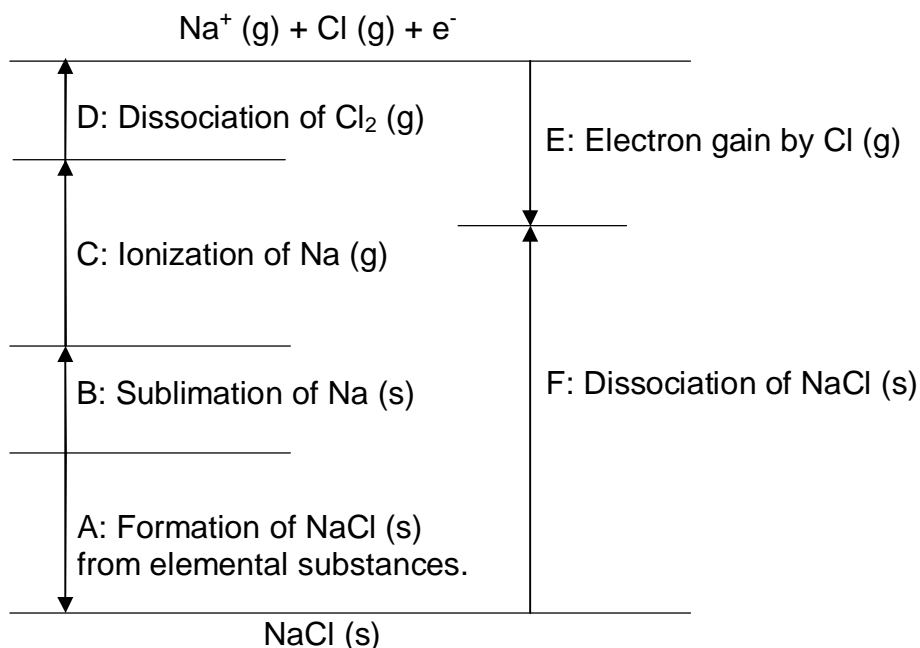 Na⁺ (g) + Cl (g) + e⁻
D: Dissociation of Cl₂ (g)
E: Electron gain by Cl (g)
C: Ionization of Na (g)
B: Sublimation of Na (s)
F: Dissociation of NaCl (s)
A: Formation of NaCl (s)
from elemental substances.
NaCl (s)